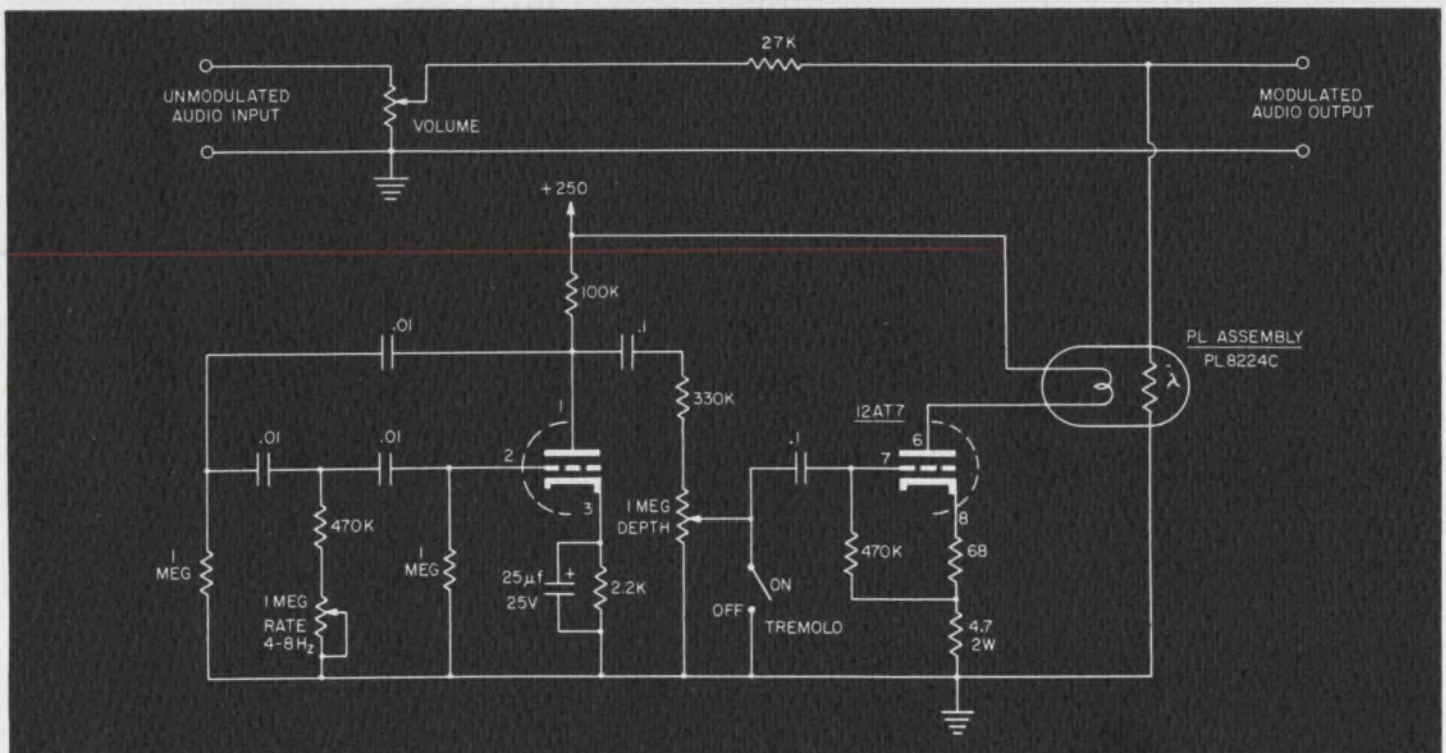 27K
UNMODULATED
AUDIO INPUT
VOLUME
MODULATED
AUDIO OUTPUT
+250
100K
.01
.1
PL ASSEMBLY
PL8224C
λ
330K
12AT7
.01
.01
1
2
3
6
7
8
470K
1 MEG
DEPTH
470K
68
1
MEG
1
MEG
25µf
25V
+
2.2K
ON
OFF
TREMOLO
1 MEG
RATE
4-8Hz
4.7
2W